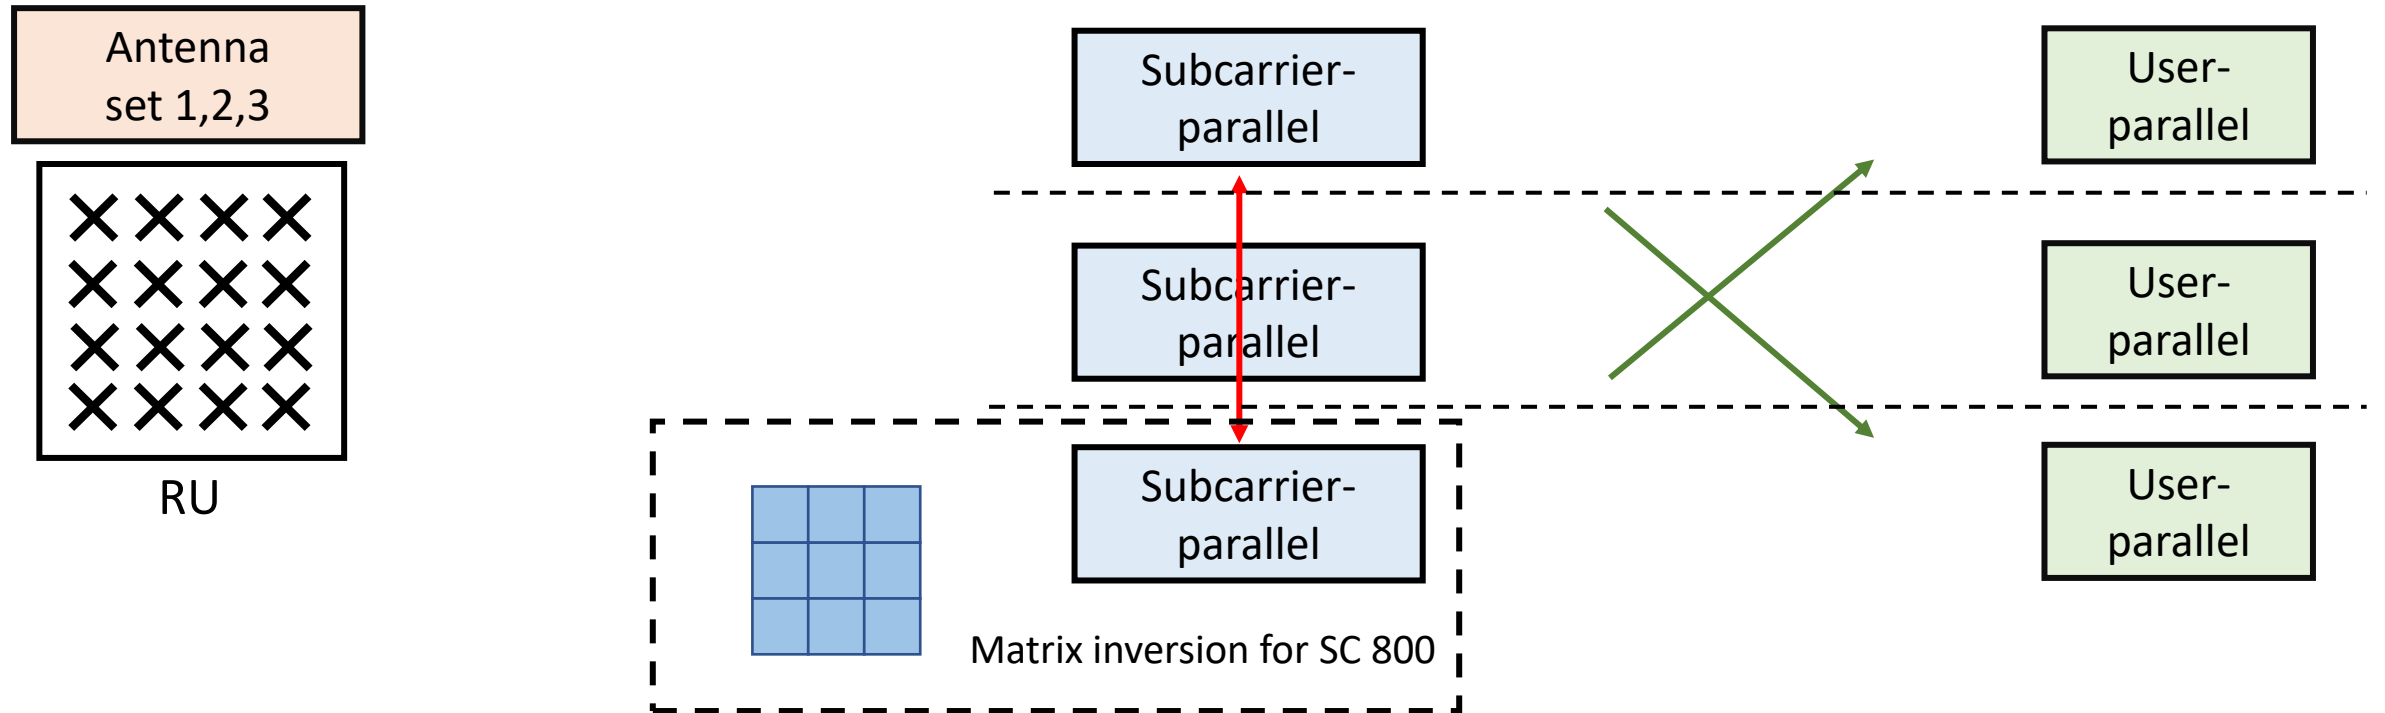 Antenna
set 1,2,3
RU
Subcarrier-
parallel
Subcarrier-
parallel
Subcarrier-
parallel
Matrix inversion for SC 800
User-
parallel
User-
parallel
User-
parallel